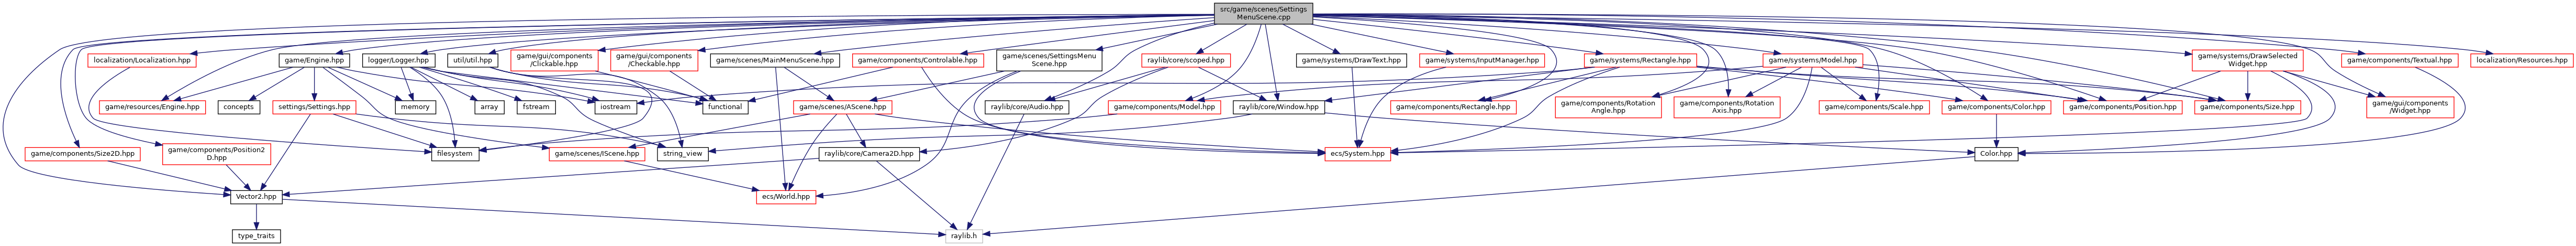 src/game/scenes/Settings
MenuScene.cpp
localization/Localization.hpp
game/Engine.hpp
logger/Logger.hpp
util/util.hpp
game/gui/components
/Clickable.hpp
game/gui/components
/Checkable.hpp
game/scenes/MainMenuScene.hpp
game/components/Controlable.hpp
game/scenes/SettingsMenu
Scene.hpp
raylib/core/scoped.hpp
game/systems/DrawText.hpp
game/systems/InputManager.hpp
game/systems/Rectangle.hpp
game/systems/Model.hpp
game/systems/DrawSelected
Widget.hpp
game/components/Textual.hpp
localization/Resources.hpp
game/resources/Engine.hpp
concepts
settings/Settings.hpp
memory
array
fstream
iostream
functional
game/scenes/AScene.hpp
raylib/core/Audio.hpp
game/components/Model.hpp
raylib/core/Window.hpp
game/components/Rectangle.hpp
game/components/Rotation
Angle.hpp
game/components/Rotation
Axis.hpp
game/components/Scale.hpp
game/components/Color.hpp
game/components/Position.hpp
game/components/Size.hpp
game/gui/components
/Widget.hpp
game/components/Size2D.hpp
game/components/Position2
D.hpp
filesystem
game/scenes/IScene.hpp
string_view
raylib/core/Camera2D.hpp
ecs/System.hpp
Color.hpp
Vector2.hpp
ecs/World.hpp
type_traits
raylib.h